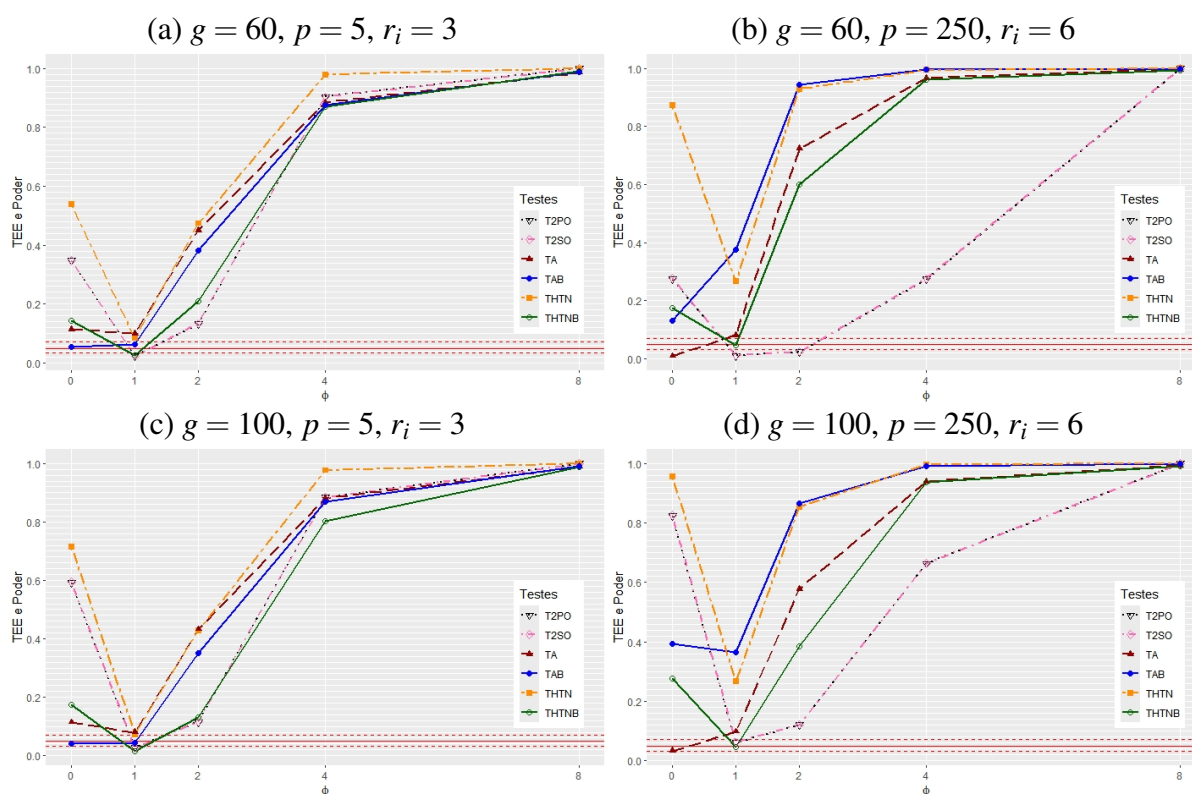 (a) g = 60, p = 5, rᵢ = 3
TEE e Poder
1.0
0.8
0.6
0.4
0.2
0.0
0 1 2 4 8
ϕ
Testes
T2PO
T2SO
TA
TAB
THTN
THTNB
(b) g = 60, p = 250, rᵢ = 6
TEE e Poder
1.0
0.8
0.6
0.4
0.2
0.0
0 1 2 4 8
ϕ
Testes
T2PO
T2SO
TA
TAB
THTN
THTNB
(c) g = 100, p = 5, rᵢ = 3
TEE e Poder
1.0
0.8
0.6
0.4
0.2
0.0
0 1 2 4 8
ϕ
Testes
T2PO
T2SO
TA
TAB
THTN
THTNB
(d) g = 100, p = 250, rᵢ = 6
TEE e Poder
1.0
0.8
0.6
0.4
0.2
0.0
0 1 2 4 8
ϕ
Testes
T2PO
T2SO
TA
TAB
THTN
THTNB